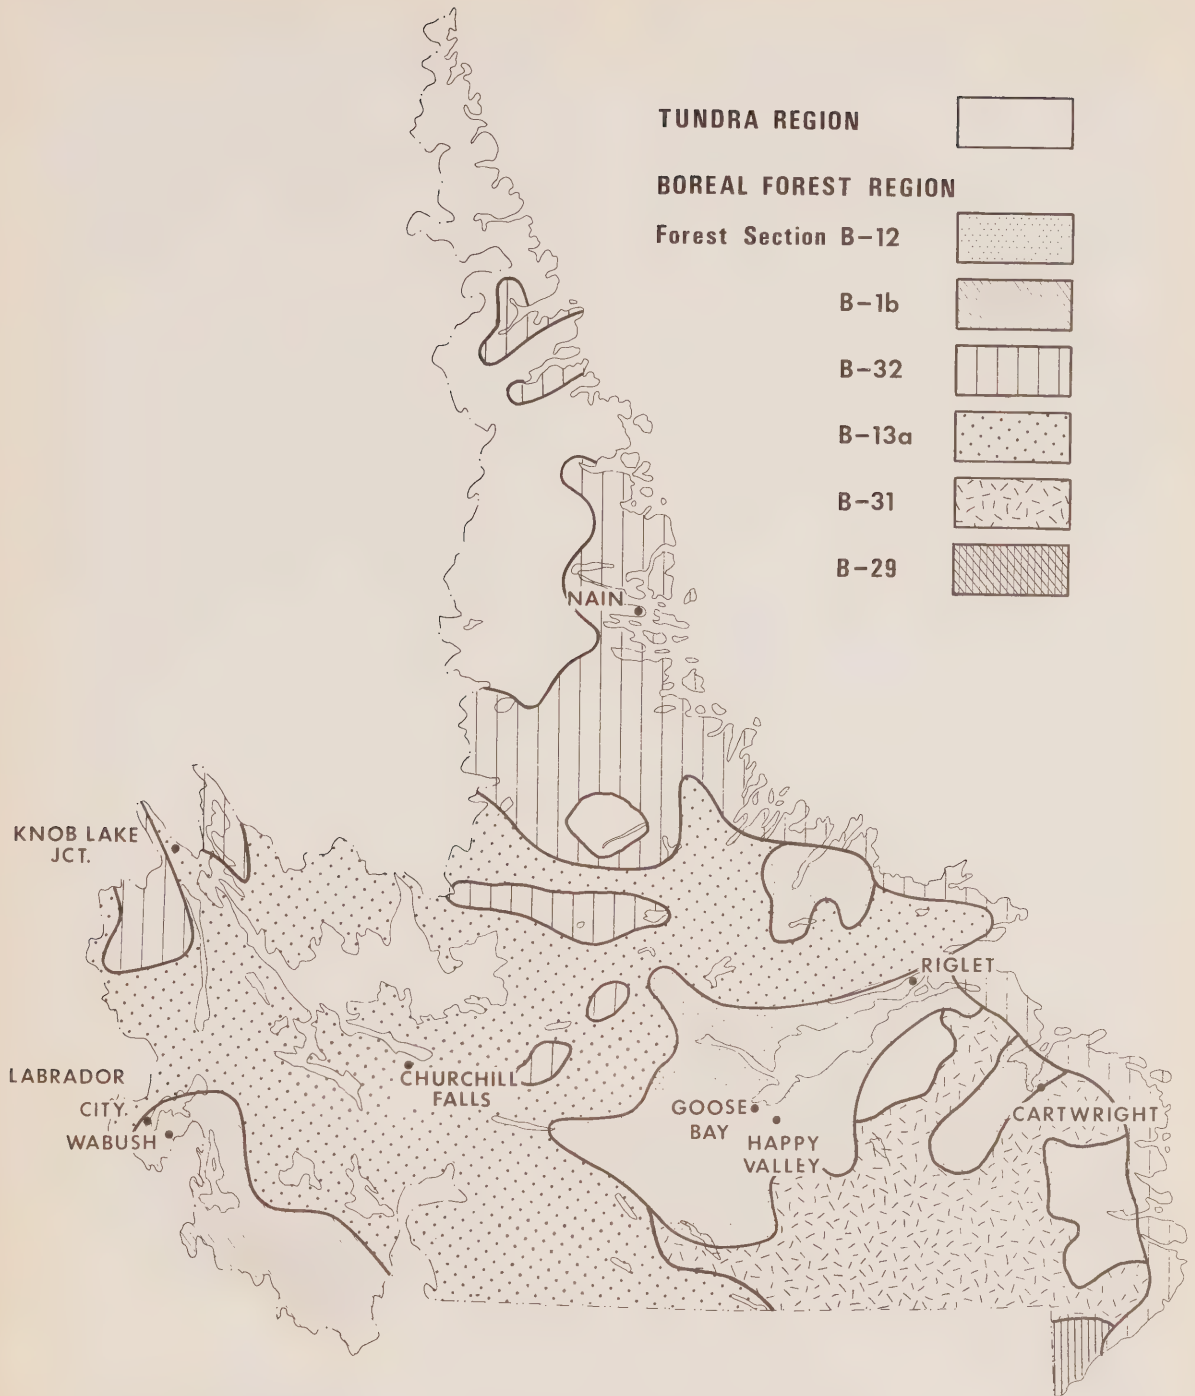 TUNDRA REGION
BOREAL FOREST REGION
Forest Section B-12
B-1b
B-32
B-13a
B-31
B-29
NAIN
KNOB LAKE
JCT.
RIGLET
LABRADOR
CITY.
WABUSH
CHURCHILL
FALLS
GOOSE
BAY
HAPPY
VALLEY
CARTWRIGHT